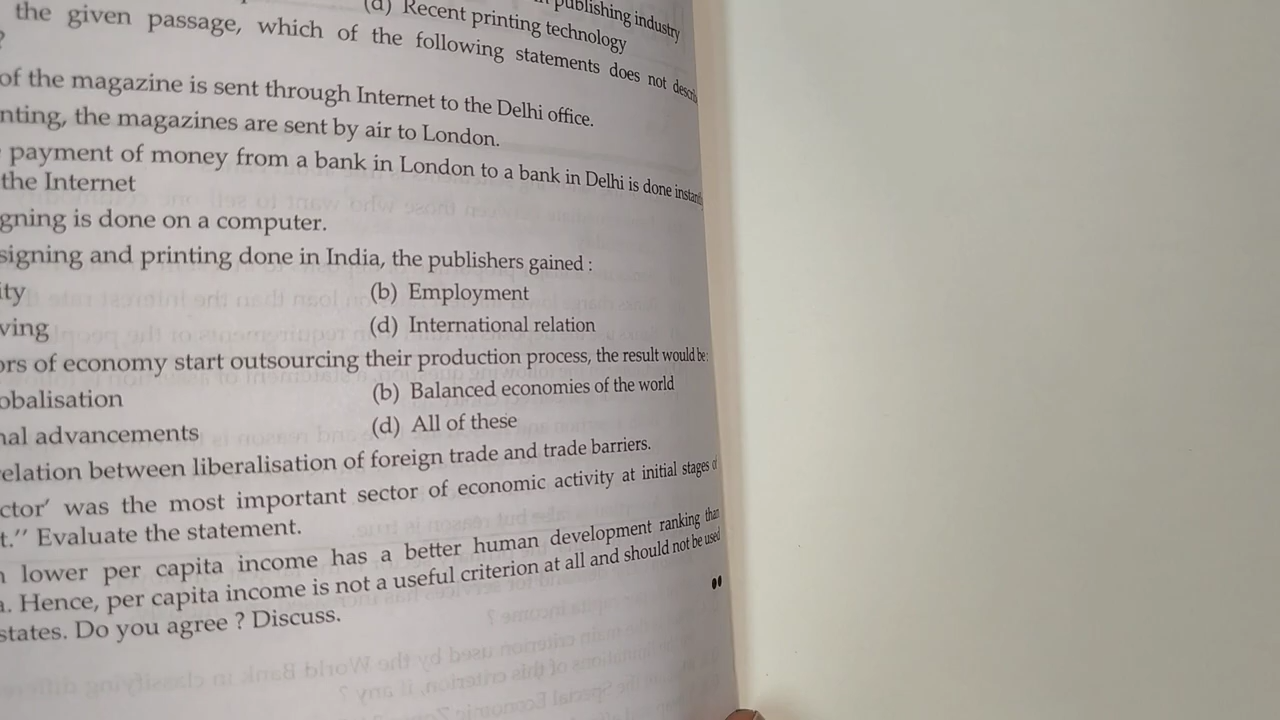 publishing industry
(d) Recent printing technology
the given passage, which of the following statements does not
?
of the magazine is sent through Internet to the Delhi office.
nting, the magazines are sent by air to London.
payment of money from a bank in London to a bank in Delhi is done
the Internet
gning is done on a computer.
signing and printing done in India, the publishers gained :
ity (b) Employment
ving (d) International relation
ors of economy start outsourcing their production process, the result would be:
obalisation (b) Balanced economies of the world
nal advancements (d) All of these
elation between liberalisation of foreign trade and trade barriers.
ctor' was the most important sector of economic activity at initial stages of
t." Evaluate the statement.
lower per capita income has a better human development ranking than
a. Hence, per capita income is not a useful criterion at all and should not be used
states. Do you agree ? Discuss.